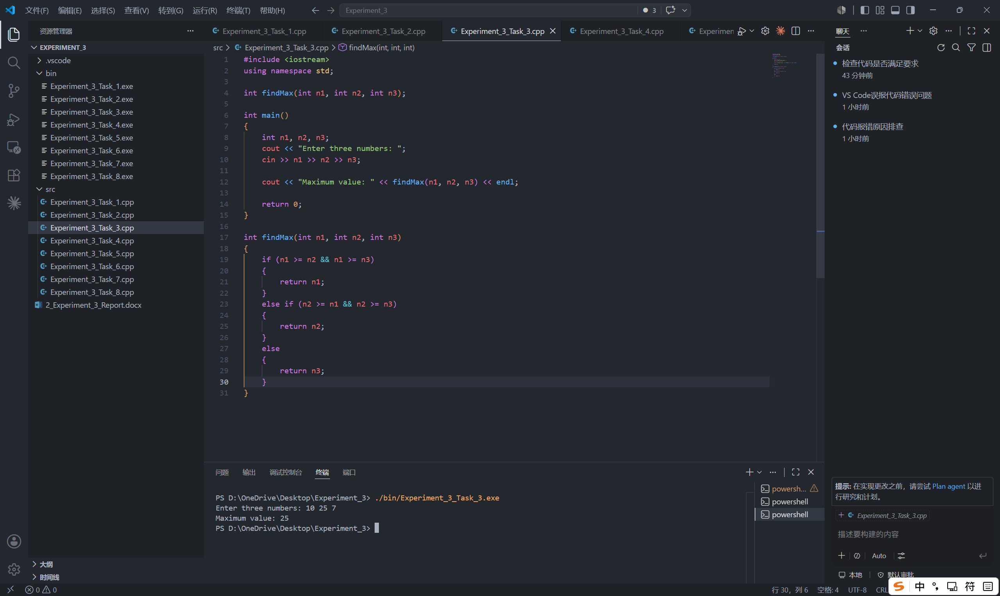 文件(F) 编辑(E) 选择(S) 查看(V) 转到(G) 运行(R) 终端(T) 帮助(H) Experiment_3 3
资源管理器
Experiment_3_Task_1.cpp Experiment_3_Task_2.cpp Experiment_3_Task_3.cpp Experiment_3_Task_4.cpp Experimen
src > Experiment_3_Task_3.cpp > findMax(int, int, int)
EXPERIMENT_3
.vscode
bin
Experiment_3_Task_1.exe
Experiment_3_Task_2.exe
Experiment_3_Task_3.exe
Experiment_3_Task_4.exe
Experiment_3_Task_5.exe
Experiment_3_Task_6.exe
Experiment_3_Task_7.exe
Experiment_3_Task_8.exe
src
Experiment_3_Task_1.cpp
Experiment_3_Task_2.cpp
Experiment_3_Task_3.cpp
Experiment_3_Task_4.cpp
Experiment_3_Task_5.cpp
Experiment_3_Task_6.cpp
Experiment_3_Task_7.cpp
Experiment_3_Task_8.cpp
2_Experiment_3_Report.docx
大纲
时间线
1 #include <iostream>
2 using namespace std;
3
4 int findMax(int n1, int n2, int n3);
5
6 int main()
7 {
8 int n1, n2, n3;
9 cout << "Enter three numbers: ";
10 cin >> n1 >> n2 >> n3;
11
12 cout << "Maximum value: " << findMax(n1, n2, n3) << endl;
13
14 return 0;
15 }
16
17 int findMax(int n1, int n2, int n3)
18 {
19 if (n1 >= n2 && n1 >= n3)
20 {
21 return n1;
22 }
23 else if (n2 >= n1 && n2 >= n3)
24 {
25 return n2;
26 }
27 else
28 {
29 return n3;
30 }
31 }
问题 输出 调试控制台 终端 端口
PS D:\OneDrive\Desktop\Experiment_3> ./bin/Experiment_3_Task_3.exe
Enter three numbers: 10 25 7
Maximum value: 25
PS D:\OneDrive\Desktop\Experiment_3>
powersh...
powershell
powershell
聊天
会话
检查代码是否满足要求
43 分钟前
VS Code误报代码错误问题
1 小时前
代码报错原因排查
1 小时前
提示: 在实现更改之前，请尝试 Plan agent 以进
行研究和计划。
Experiment_3_Task_3.cpp
描述要构建的内容
Auto
本地 默认审批
0 0 行 30，列 6 空格: 4 UTF-8 CRL
中 符